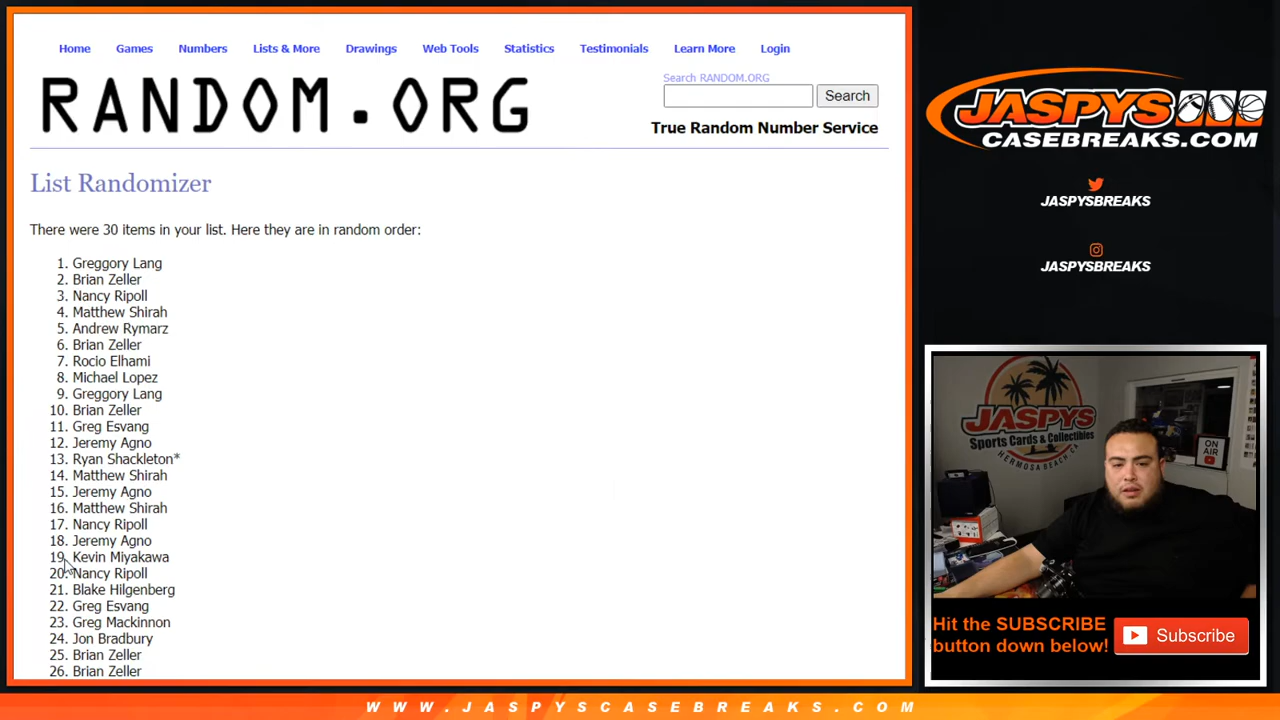 Home Games Numbers Lists & More Drawings Web Tools Statistics Testimonials Learn More Login
RANDOM.ORG
Search RANDOM.ORG
Search
True Random Number Service
List Randomizer
There were 30 items in your list. Here they are in random order:
1. Greggory Lang
2. Brian Zeller
3. Nancy Ripoll
4. Matthew Shirah
5. Andrew Rymarz
6. Brian Zeller
7. Rocio Elhami
8. Michael Lopez
9. Greggory Lang
10. Brian Zeller
11. Greg Esvang
12. Jeremy Agno
13. Ryan Shackleton*
14. Matthew Shirah
15. Jeremy Agno
16. Matthew Shirah
17. Nancy Ripoll
18. Jeremy Agno
19. Kevin Miyakawa
20. Nancy Ripoll
21. Blake Hilgenberg
22. Greg Esvang
23. Greg Mackinnon
24. Jon Bradbury
25. Brian Zeller
26. Brian Zeller
JASPYS
CASEBREAKS.COM
JASPYSBREAKS
JASPYSBREAKS
JASPYS
Sports Cards & Collectibles
HERMOSA BEACH, CA
ON
AIR
Hit the SUBSCRIBE
button down below!
Subscribe
WWW.JASPYSCASEBREAKS.COM